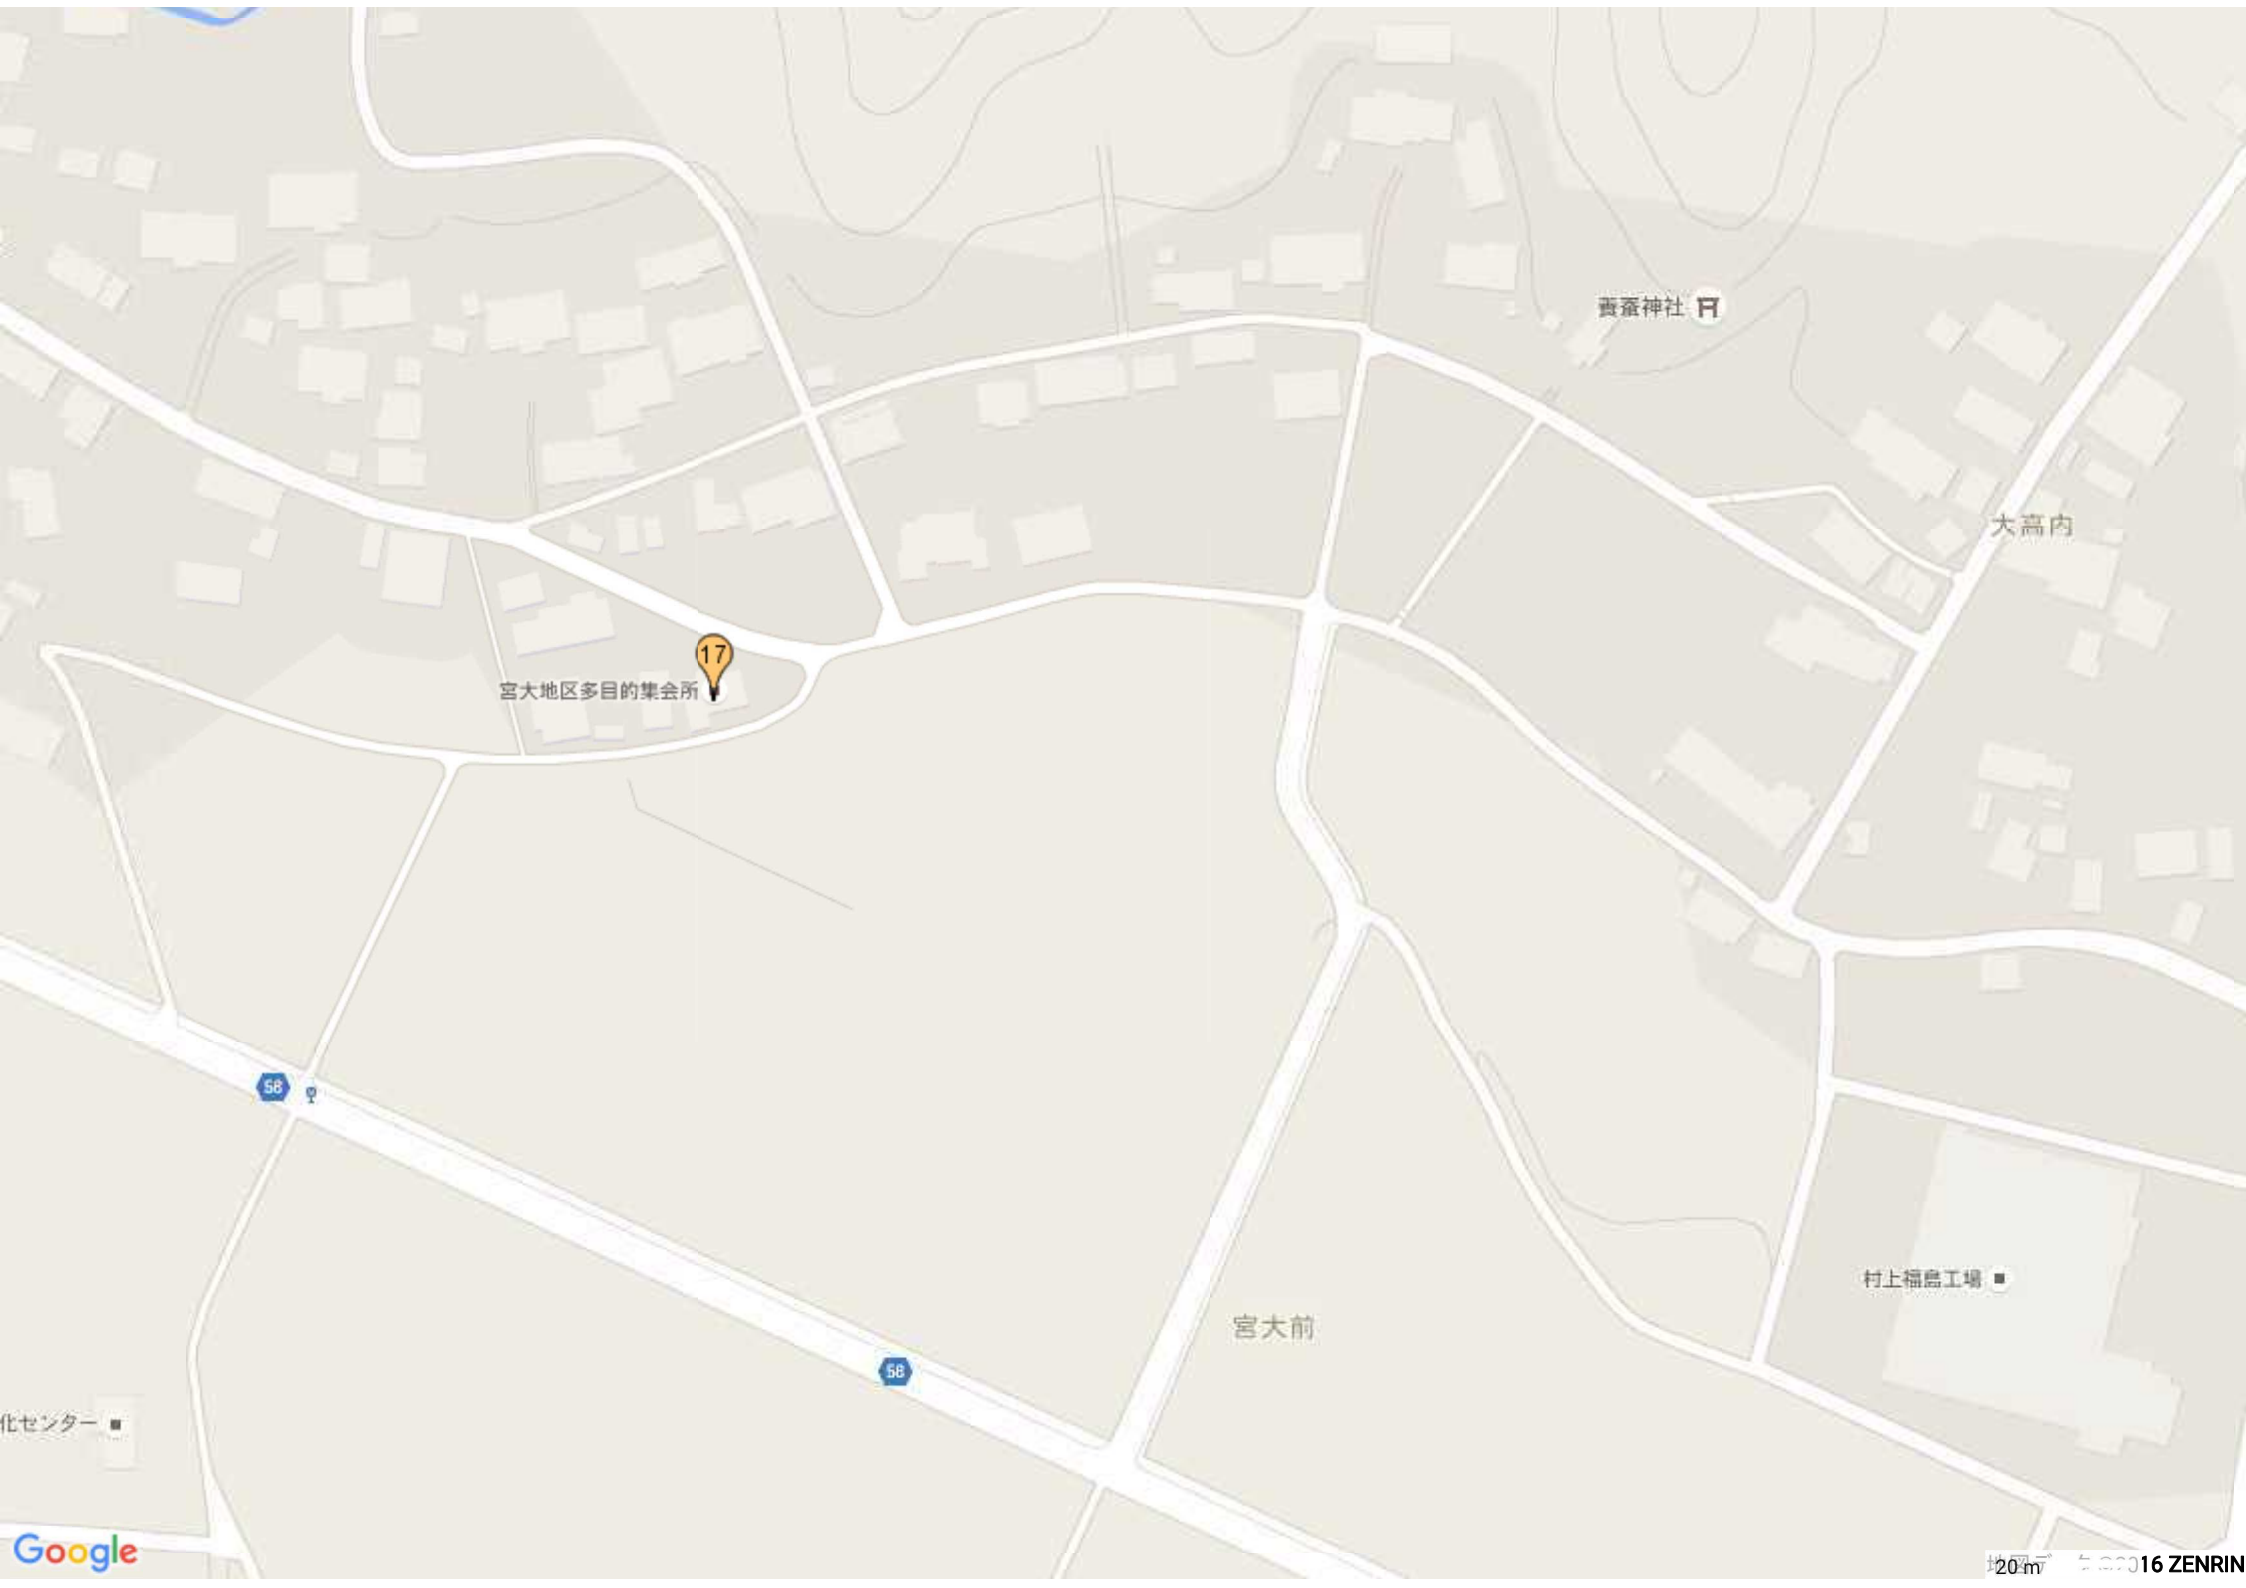 養蚕神社
大高内
17
宮大地区多目的集会所
58
村上福島工場
宮大前
58
化センター
Google
20 m
16 ZENRIN